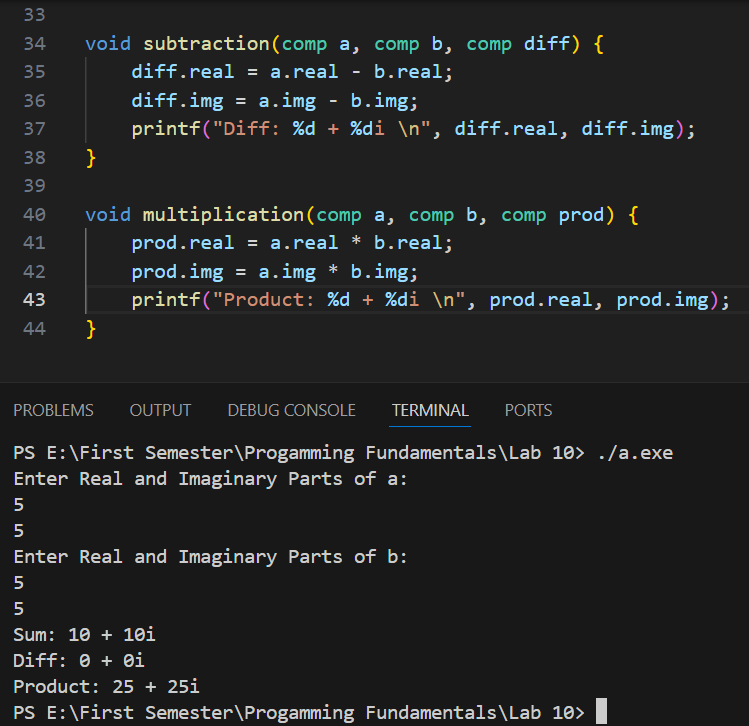 33
34 void subtraction(comp a, comp b, comp diff) {
35 diff.real = a.real - b.real;
36 diff.img = a.img - b.img;
37 printf("Diff: %d + %di \n", diff.real, diff.img);
38 }
39
40 void multiplication(comp a, comp b, comp prod) {
41 prod.real = a.real * b.real;
42 prod.img = a.img * b.img;
43 printf("Product: %d + %di \n", prod.real, prod.img);
44 }
PROBLEMS OUTPUT DEBUG CONSOLE TERMINAL PORTS
PS E:\First Semester\Progamming Fundamentals\Lab 10> ./a.exe
Enter Real and Imaginary Parts of a:
5
5
Enter Real and Imaginary Parts of b:
5
5
Sum: 10 + 10i
Diff: 0 + 0i
Product: 25 + 25i
PS E:\First Semester\Progamming Fundamentals\Lab 10>